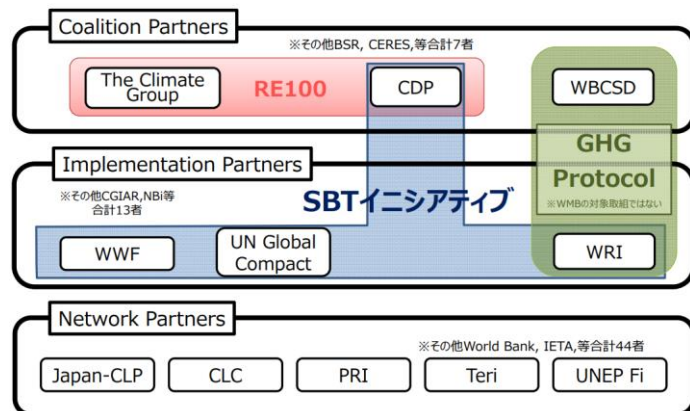 Coalition Partners
※その他BSR, CERES,等合計7者
The Climate
Group
RE100
CDP
WBCSD
GHG
Protocol
※WMBの対象取組ではない
Implementation Partners
※その他CGIAR,NBi等
合計13者
SBTイニシアティブ
WWF
UN Global
Compact
WRI
Network Partners
※その他World Bank, IETA,等合計44者
Japan-CLP
CLC
PRI
Teri
UNEP Fi